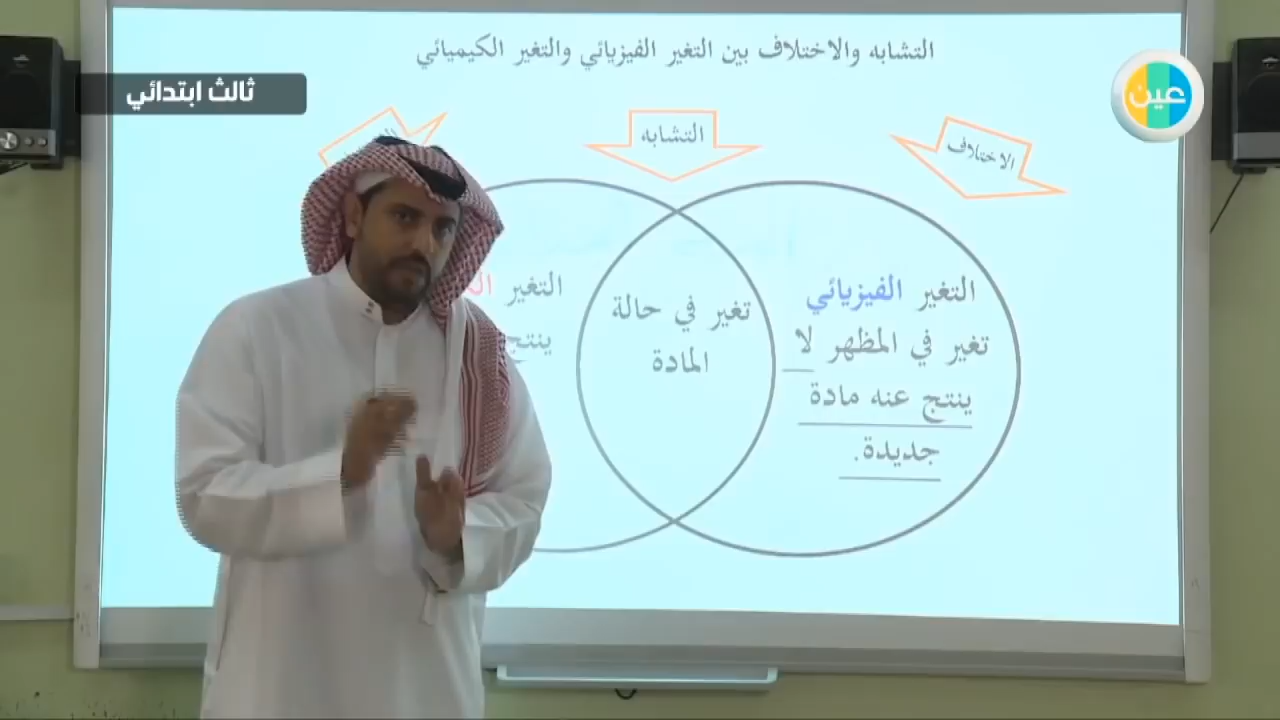 التشابه والاختلاف بين التغير الفيزيائي والتغير الكيميائي
ثالث ابتدائي
عين
الاختلاف
التشابه
التغير الفيزيائي
تغير في المظهر لا
ينتج عنه مادة
جديدة.
تغير في حالة
المادة
التغير
ينتج